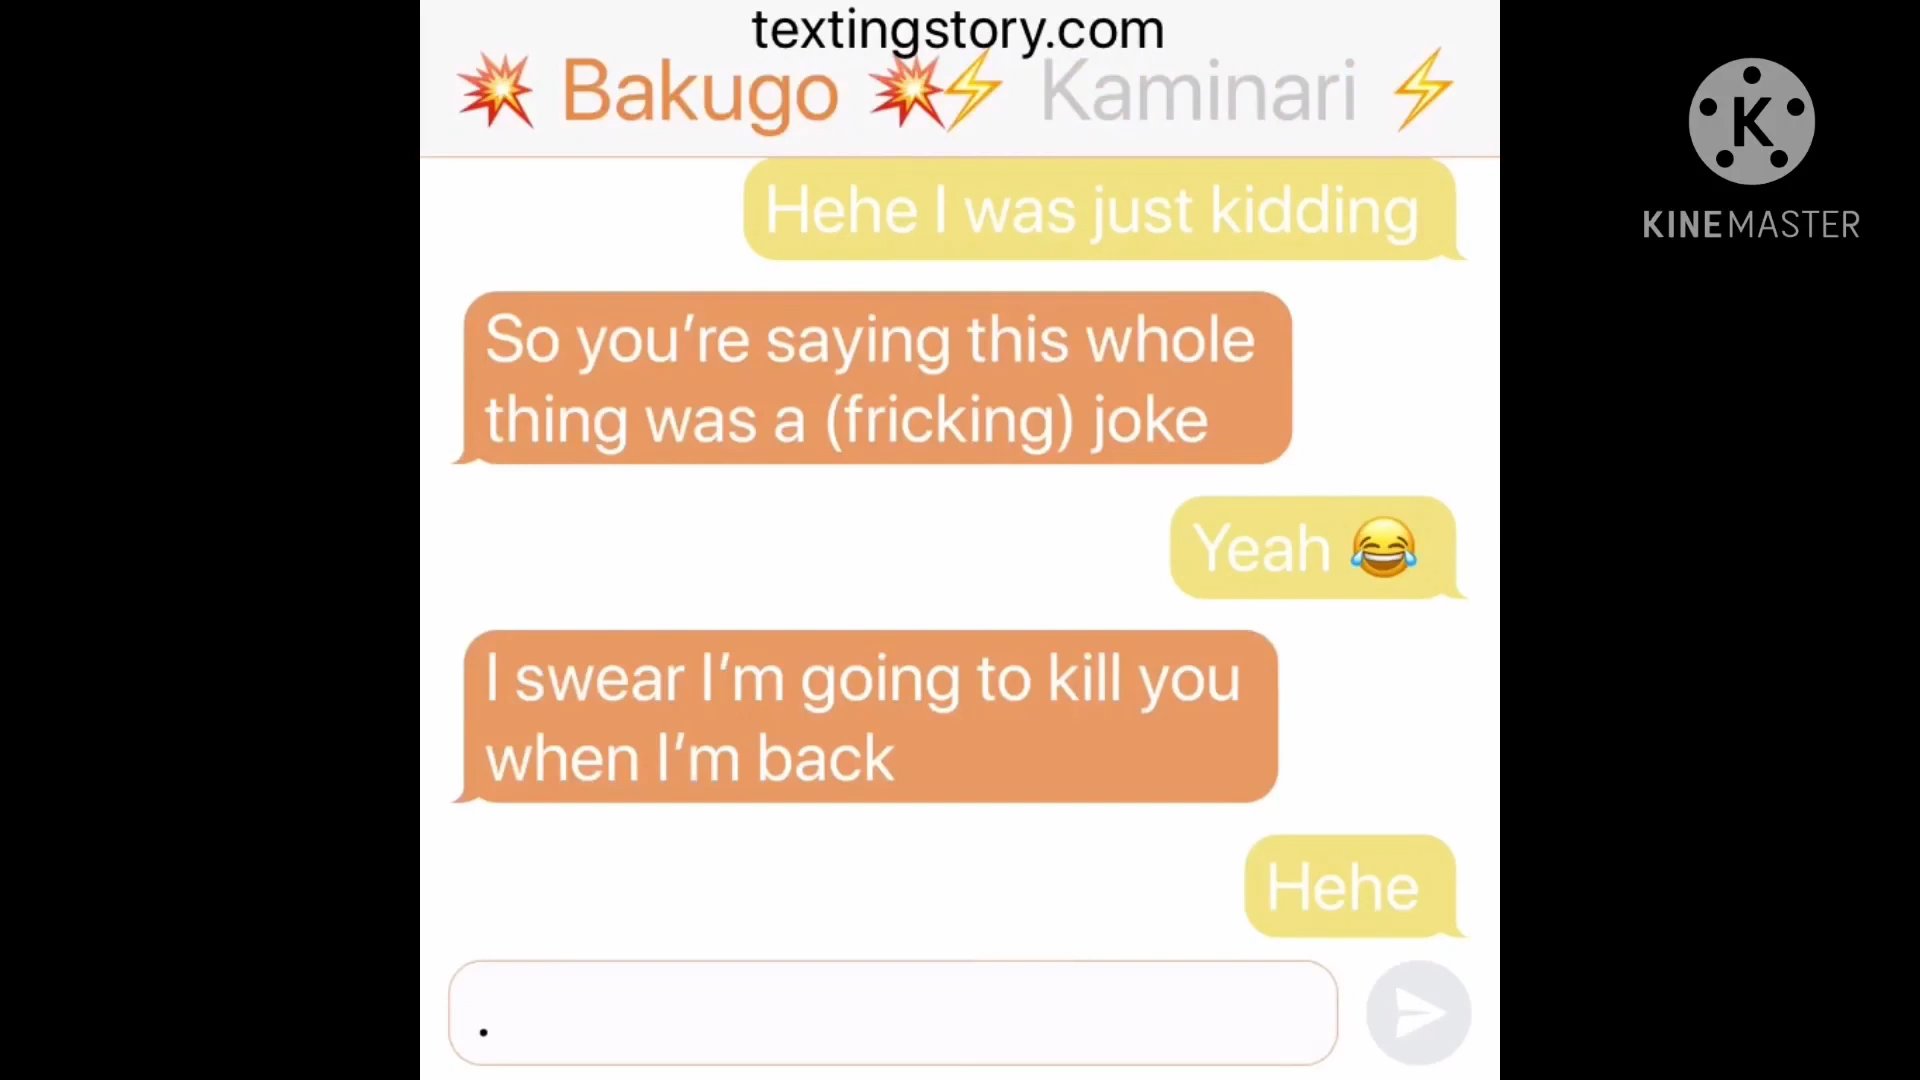 textingstory.com
💥 Bakugo 💥⚡ Kaminari ⚡
K
KINEMASTER
Hehe I was just kidding
So you’re saying this whole
thing was a (fricking) joke
Yeah 😂
I swear I’m going to kill you
when I’m back
Hehe
.